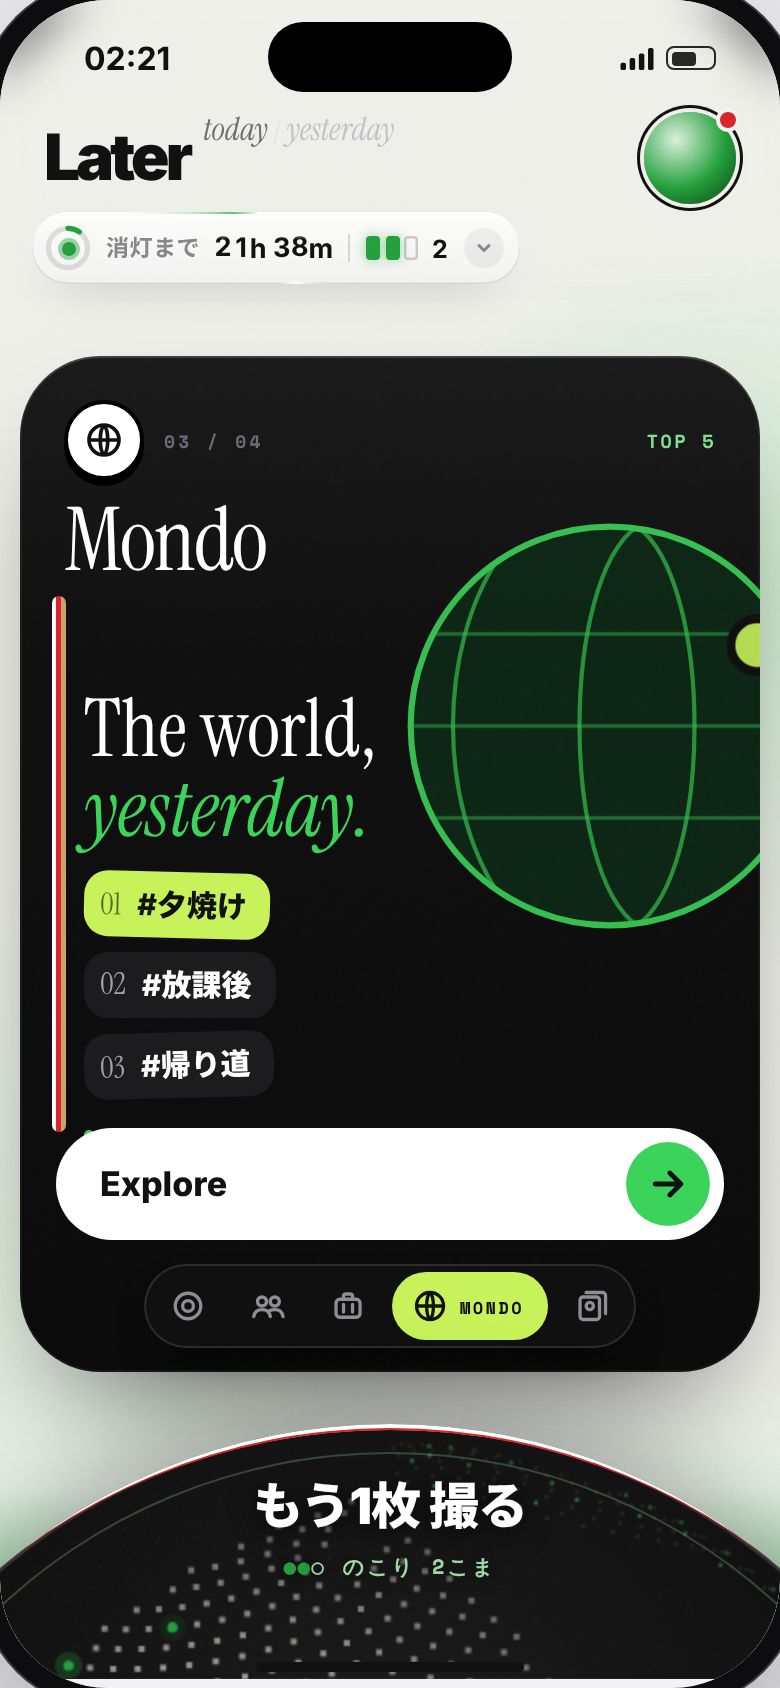 02:21
Later today / yesterday
消灯まで 21h 38m 2
03 / 04 TOP 5
Mondo
The world,
yesterday.
01 #夕焼け
02 #放課後
03 #帰り道
Explore
MONDO
もう1枚 撮る
のこり 2こま